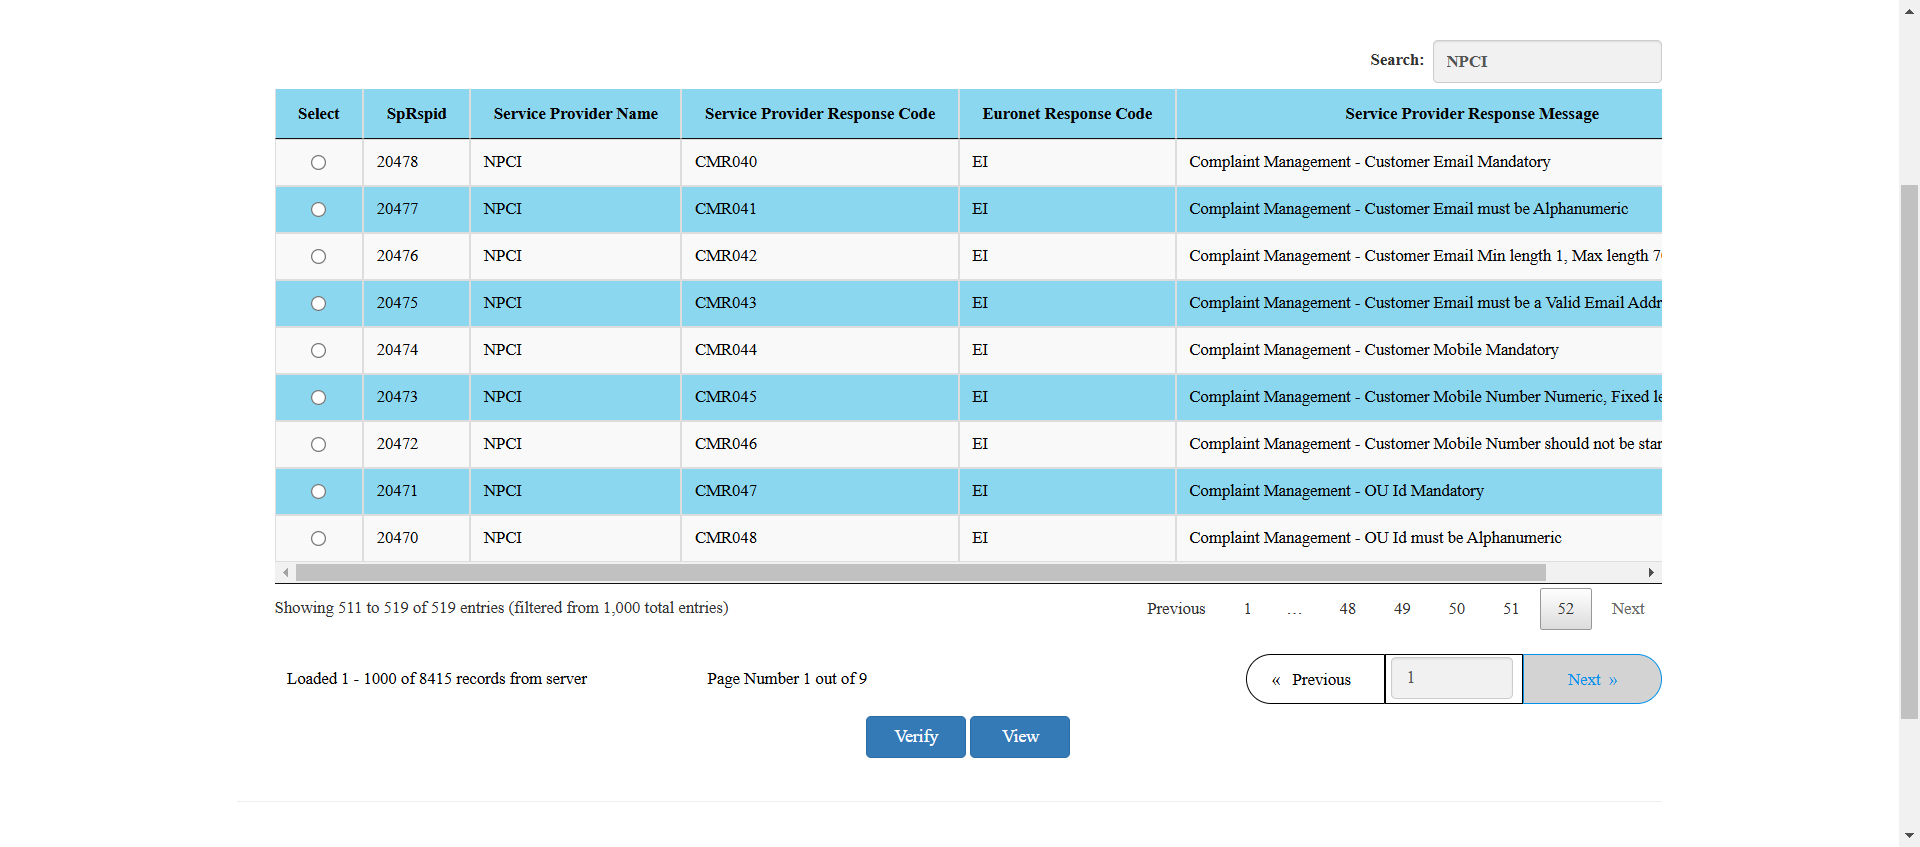 Search: NPCI
Select SpRspid Service Provider Name Service Provider Response Code Euronet Response Code Service Provider Response Message
20478 NPCI CMR040 EI Complaint Management - Customer Email Mandatory
20477 NPCI CMR041 EI Complaint Management - Customer Email must be Alphanumeric
20476 NPCI CMR042 EI Complaint Management - Customer Email Min length 1, Max length 7
20475 NPCI CMR043 EI Complaint Management - Customer Email must be a Valid Email Addr
20474 NPCI CMR044 EI Complaint Management - Customer Mobile Mandatory
20473 NPCI CMR045 EI Complaint Management - Customer Mobile Number Numeric, Fixed le
20472 NPCI CMR046 EI Complaint Management - Customer Mobile Number should not be star
20471 NPCI CMR047 EI Complaint Management - OU Id Mandatory
20470 NPCI CMR048 EI Complaint Management - OU Id must be Alphanumeric
Showing 511 to 519 of 519 entries (filtered from 1,000 total entries) Previous 1 … 48 49 50 51 52 Next
Loaded 1 - 1000 of 8415 records from server Page Number 1 out of 9 « Previous 1 Next »
Verify View